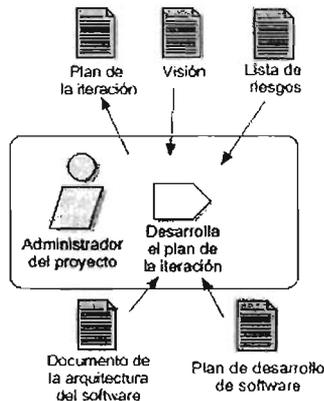 Plan de
la iteración
Visión
Lista de
riesgos
Administrador
del proyecto
Desarrolla
el plan de
la iteración
Documento de
la arquitectura
del software
Plan de desarrollo
de software